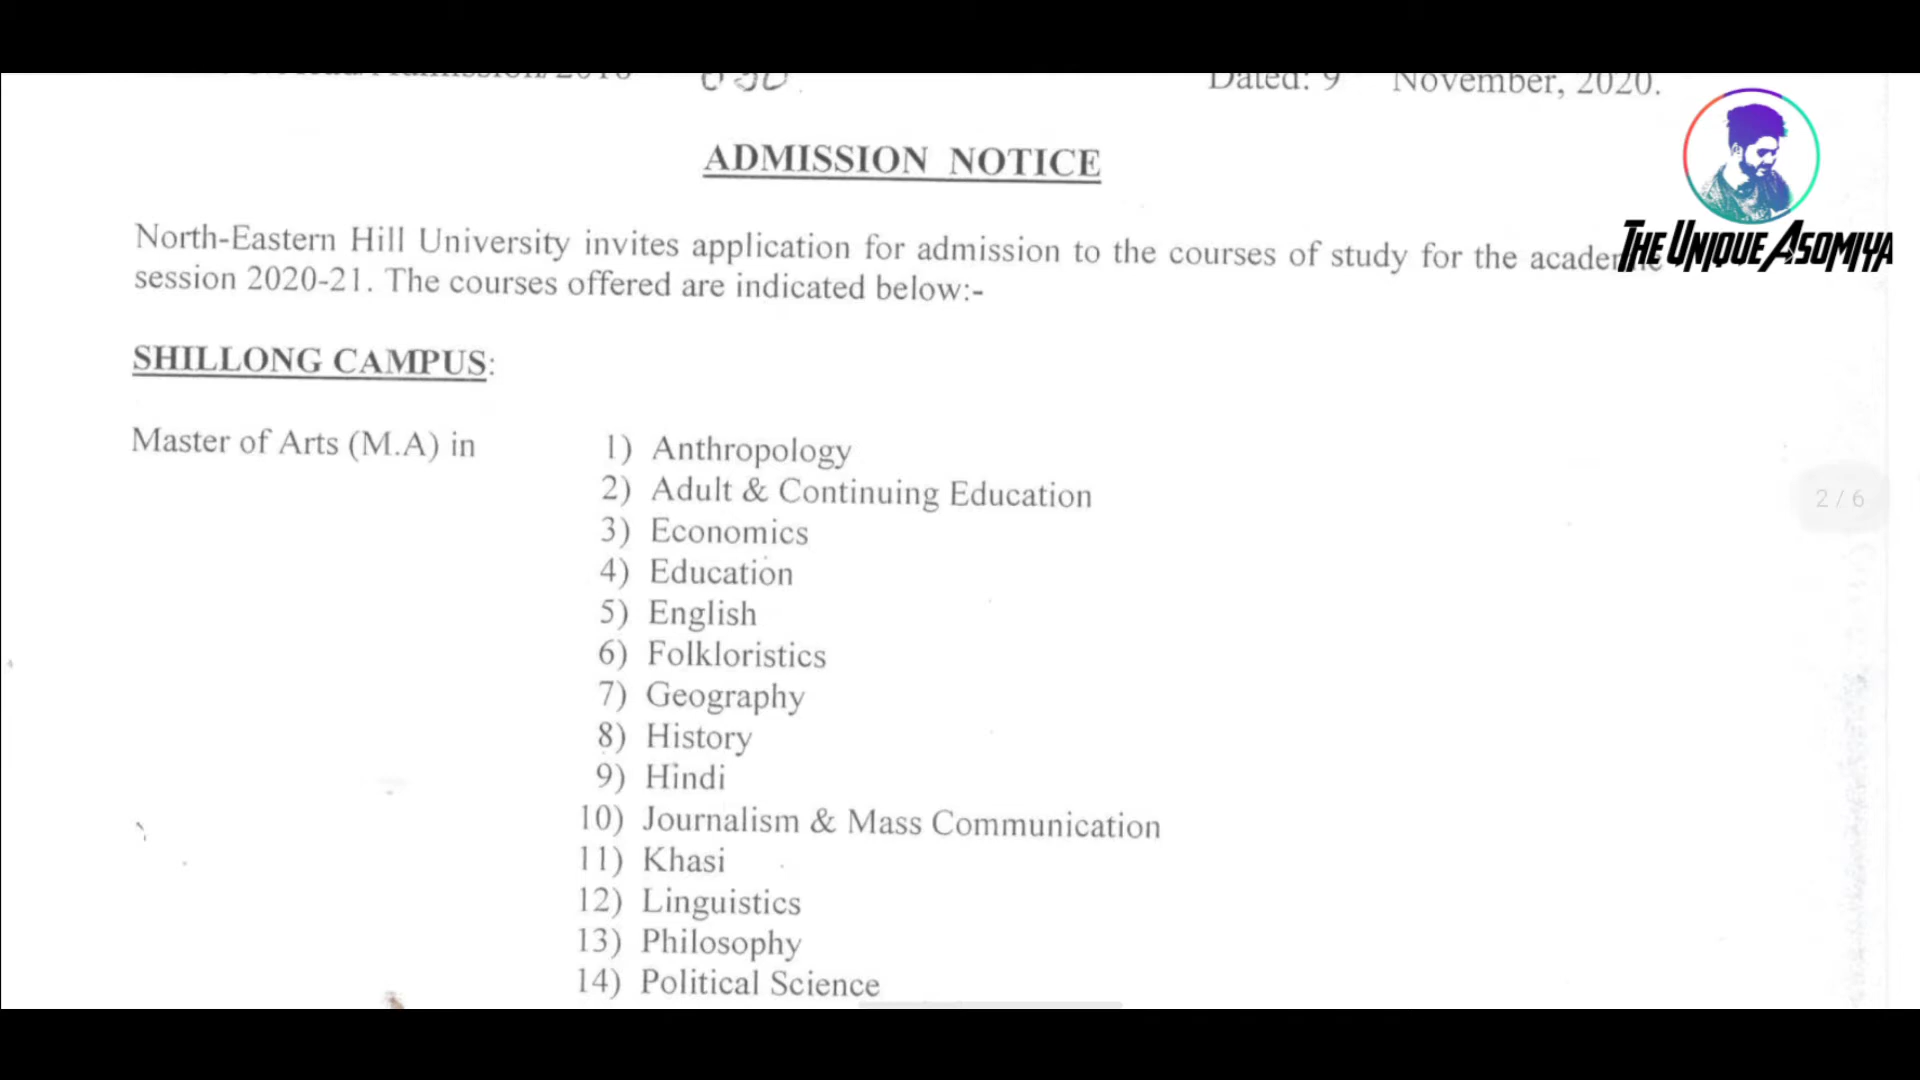 Dated: 9 November, 2020.
ADMISSION NOTICE
North-Eastern Hill University invites application for admission to the courses of study for the
session 2020-21. The courses offered are indicated below:-
SHILLONG CAMPUS:
Master of Arts (M.A) in
1) Anthropology
2) Adult & Continuing Education
3) Economics
4) Education
5) English
6) Folkloristics
7) Geography
8) History
9) Hindi
10) Journalism & Mass Communication
11) Khasi
12) Linguistics
13) Philosophy
14) Political Science
THE UNIQUE ASOMIYA
2 / 6